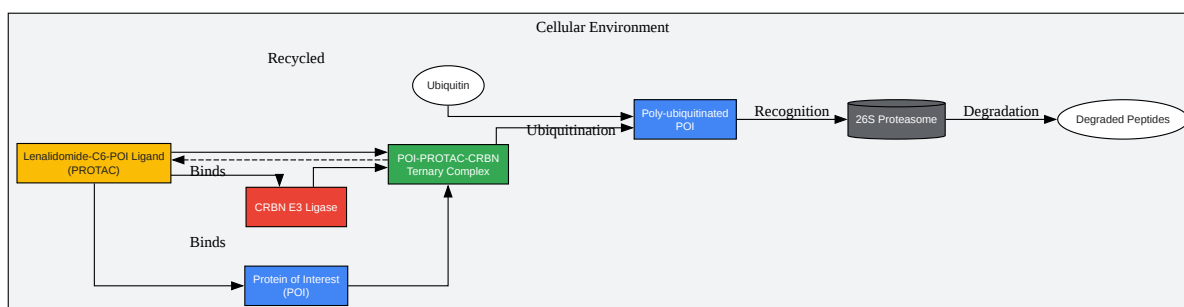 Cellular Environment
Recycled
Ubiquitin
Poly-ubiquitinated
POI
Recognition
26S Proteasome
Degradation
Degraded Peptides
Ubiquitination
Lenalidomide-C6-POI Ligand
(PROTAC)
Binds
POI-PROTAC-CRBN
Ternary Complex
CRBN E3 Ligase
Binds
Protein of Interest
(POI)